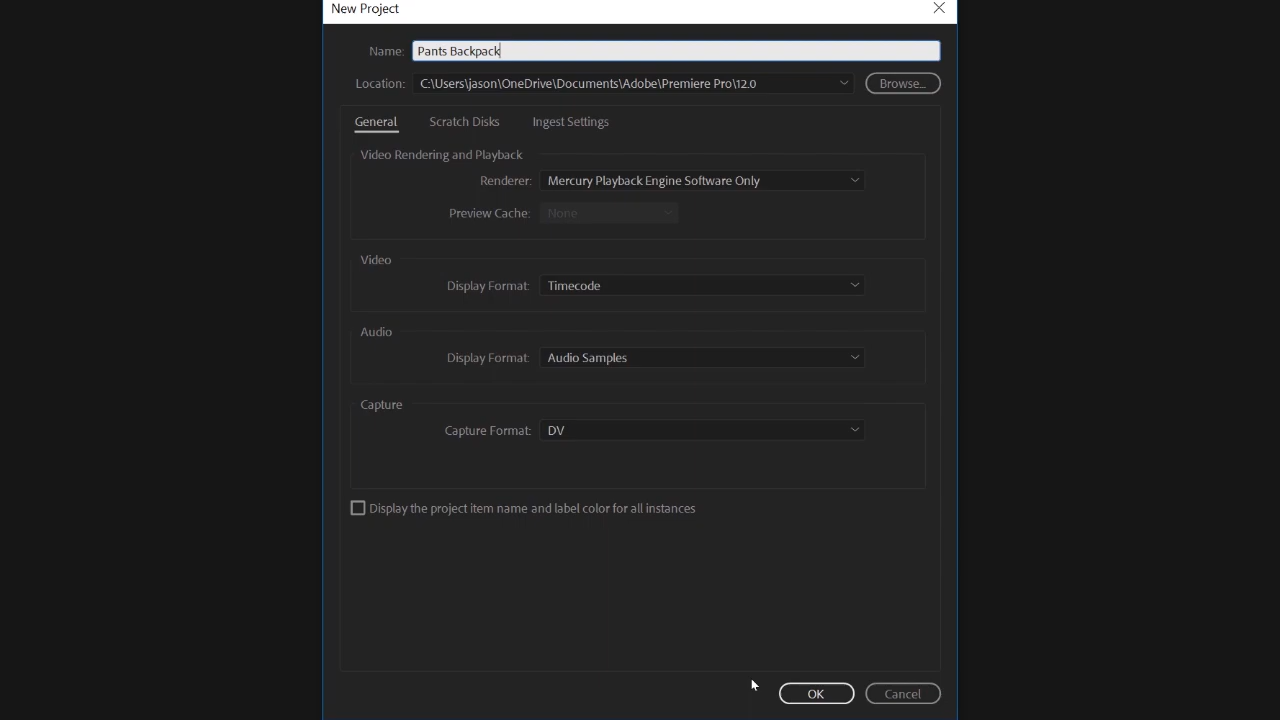 New Project
Name: Pants Backpack
Location: C:\Users\jason\OneDrive\Documents\Adobe\Premiere Pro\12.0 Browse...
General Scratch Disks Ingest Settings
Video Rendering and Playback
Renderer: Mercury Playback Engine Software Only
Preview Cache: None
Video
Display Format: Timecode
Audio
Display Format: Audio Samples
Capture
Capture Format: DV
Display the project item name and label color for all instances
OK Cancel